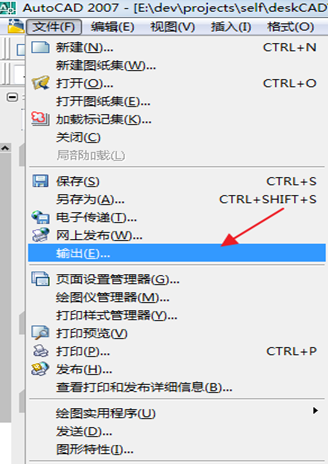 AutoCAD 2007 - [E:\dev\projects\self\deskCAD
文件(F) 编辑(E) 视图(V) 插入(I) 格式(O)
新建(N)... CTRL+N
新建图纸集(W)...
打开(O)... CTRL+O
打开图纸集(E)...
加载标记集(K)...
关闭(C)
局部加载(L)
保存(S) CTRL+S
另存为(A)... CTRL+SHIFT+S
电子传递(T)...
网上发布(W)...
输出(E)...
页面设置管理器(G)...
绘图仪管理器(M)...
打印样式管理器(Y)...
打印预览(V)
打印(P)... CTRL+P
发布(H)...
查看打印和发布详细信息(B)...
绘图实用程序(U)
发送(D)...
图形特性(I)...